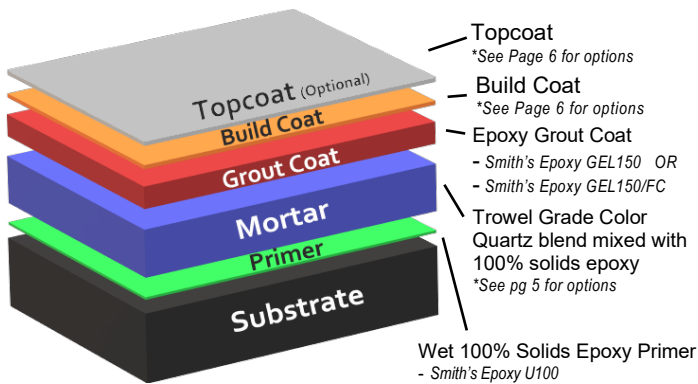 Topcoat (Optional)
Build Coat
Grout Coat
Mortar
Primer
Substrate
Topcoat
*See Page 6 for options
Build Coat
*See Page 6 for options
Epoxy Grout Coat
- Smith's Epoxy GEL150 OR
- Smith's Epoxy GEL150/FC
Trowel Grade Color
Quartz blend mixed with
100% solids epoxy
*See pg 5 for options
Wet 100% Solids Epoxy Primer
- Smith's Epoxy U100